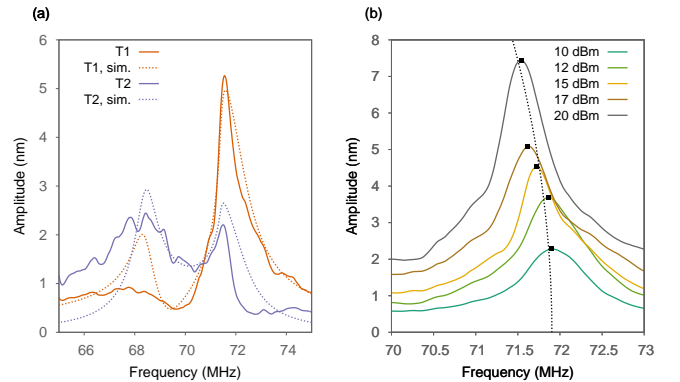 (a)
T1
T1, sim.
T2
T2, sim.
6
5
4
3
2
1
0
Amplitude (nm)
66 68 70 72 74
Frequency (MHz)
(b)
10 dBm
12 dBm
15 dBm
17 dBm
20 dBm
8
7
6
5
4
3
2
1
0
Amplitude (nm)
70 70.5 71 71.5 72 72.5 73
Frequency (MHz)